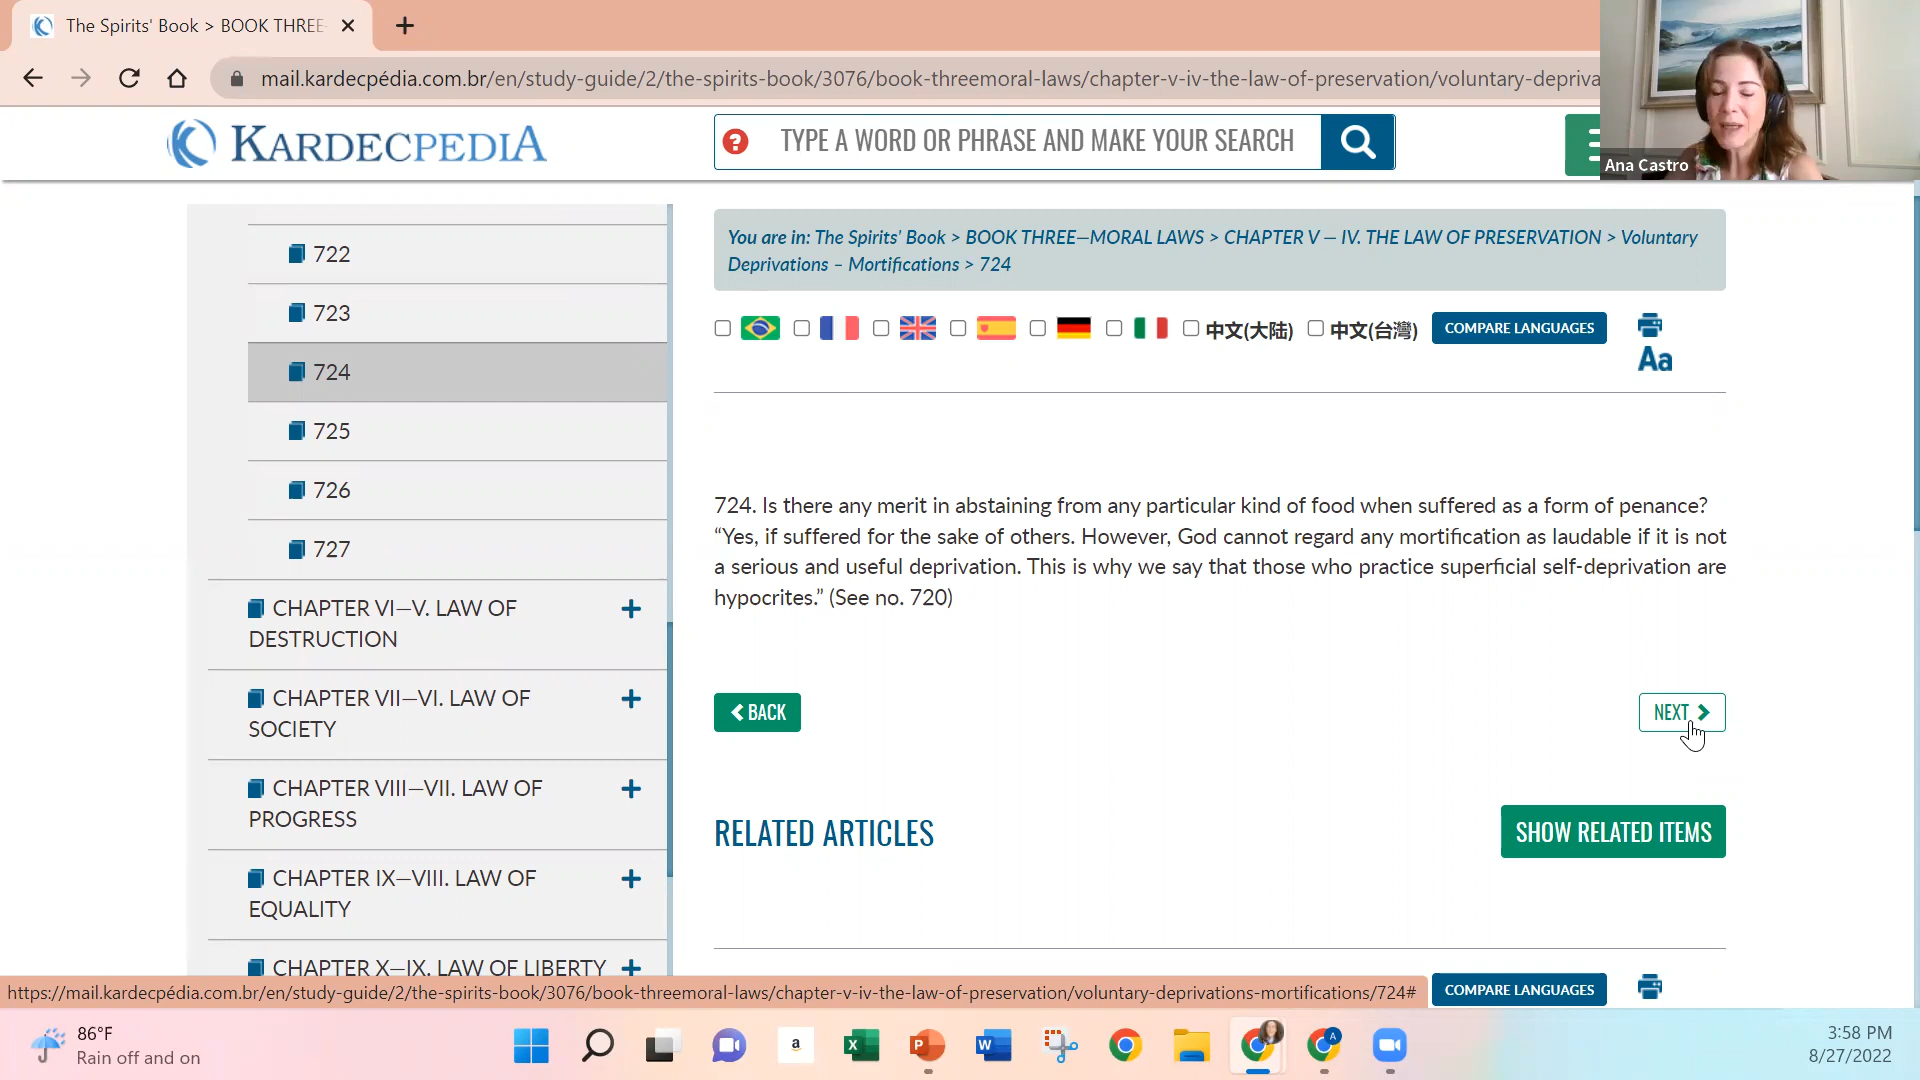 The Spirits' Book > BOOK THREE-
mail.kardecpédia.com.br/en/study-guide/2/the-spirits-book/3076/book-threemoral-laws/chapter-v-iv-the-law-of-preservation/voluntary-depriva
KARDECPEDIA
TYPE A WORD OR PHRASE AND MAKE YOUR SEARCH
Ana Castro
722
723
724
725
726
727
CHAPTER VI—V. LAW OF
DESTRUCTION
CHAPTER VII—VI. LAW OF
SOCIETY
CHAPTER VIII—VII. LAW OF
PROGRESS
CHAPTER IX—VIII. LAW OF
EQUALITY
CHAPTER X—IX. LAW OF LIBERTY
You are in: The Spirits' Book > BOOK THREE—MORAL LAWS > CHAPTER V — IV. THE LAW OF PRESERVATION > Voluntary
Deprivations – Mortifications > 724
中文(大陆) 中文(台灣) COMPARE LANGUAGES
Aa
724. Is there any merit in abstaining from any particular kind of food when suffered as a form of penance?
“Yes, if suffered for the sake of others. However, God cannot regard any mortification as laudable if it is not
a serious and useful deprivation. This is why we say that those who practice superficial self-deprivation are
hypocrites.” (See no. 720)
BACK
NEXT
RELATED ARTICLES
SHOW RELATED ITEMS
COMPARE LANGUAGES
https://mail.kardecpédia.com.br/en/study-guide/2/the-spirits-book/3076/book-threemoral-laws/chapter-v-iv-the-law-of-preservation/voluntary-deprivations-mortifications/724#
86°F
Rain off and on
a
X
P
W
A
3:58 PM
8/27/2022